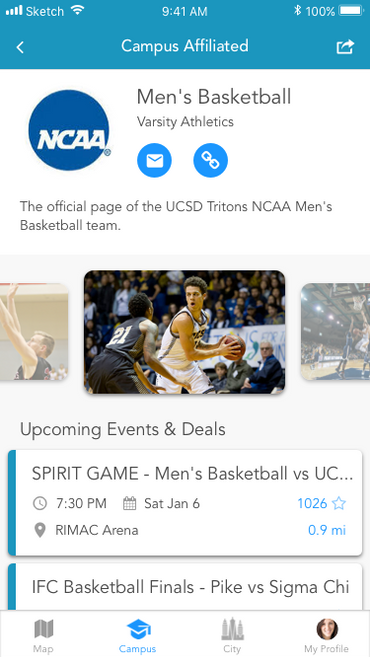 Sketch 9:41 AM 100%
Campus Affiliated
NCAA®
Men's Basketball
Varsity Athletics
The official page of the UCSD Tritons NCAA Men's
Basketball team.
21
Upcoming Events & Deals
SPIRIT GAME - Men's Basketball vs UC...
7:30 PM Sat Jan 6 1026
RIMAC Arena 0.9 mi
IFC Basketball Finals - Pike vs Sigma Chi
Map Campus City My Profile